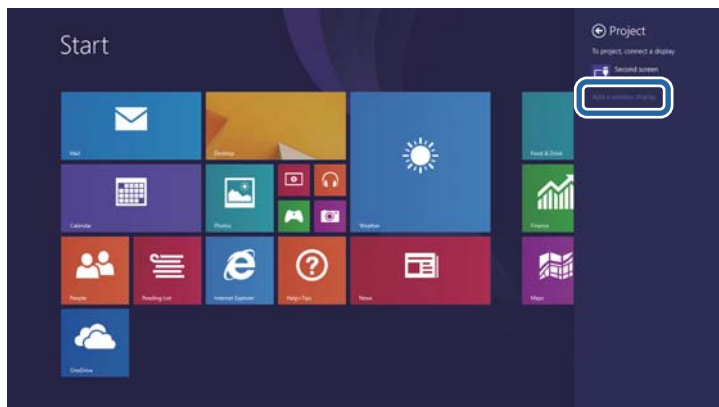 Start
Project
To project, connect a display
Second screen
Add a wireless display
Mail
Desktop
Food & Drink
Calendar
Photos
Weather
Finance
People
Reading List
Internet Explorer
Help+Tips
News
Maps
OneDrive